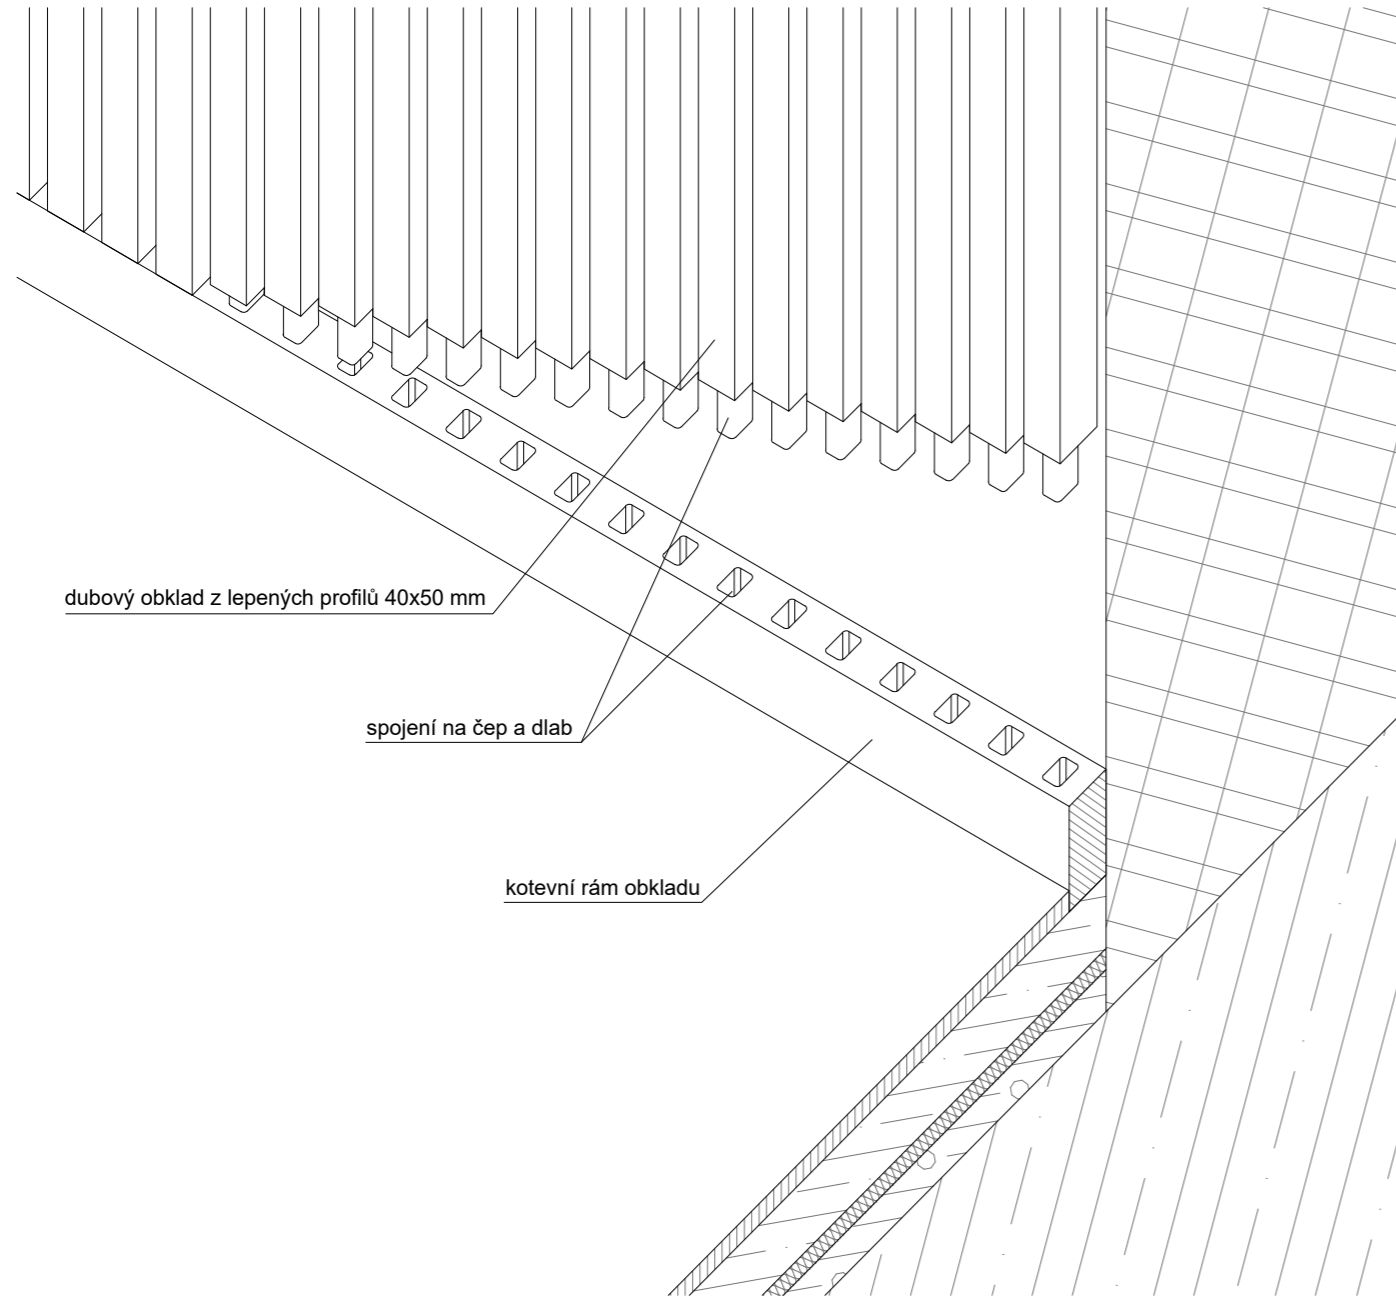 dubový obklad z lepených profilů 40x50 mm
spojení na čep a dlab
kotevní rám obkladu